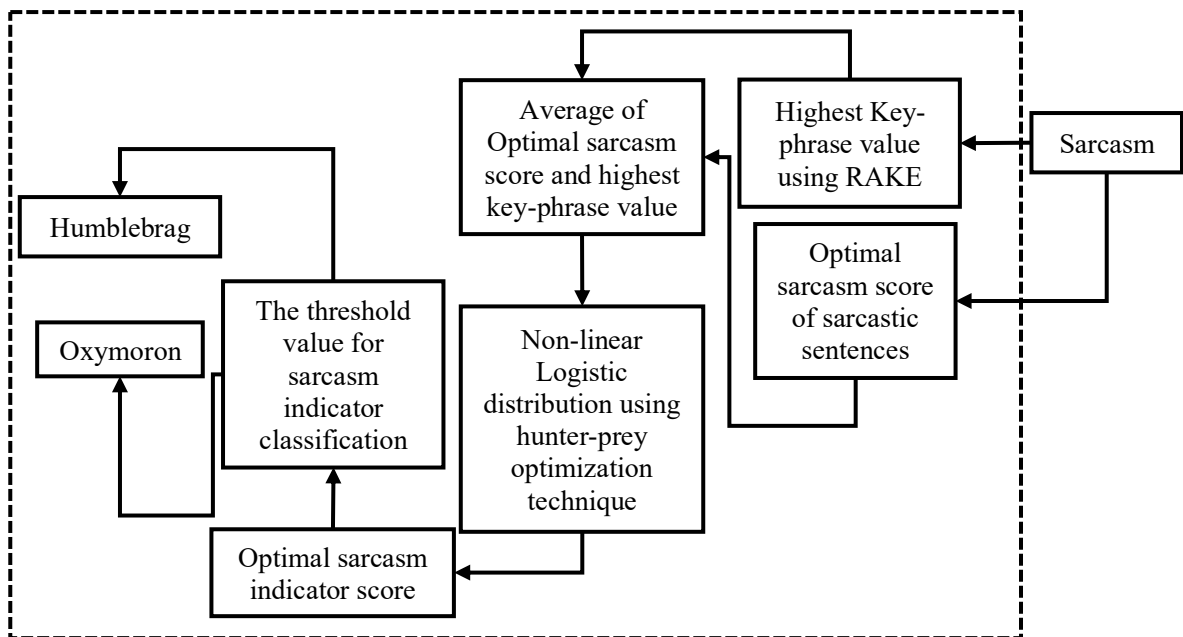 Average of
Optimal sarcasm
score and highest
key-phrase value
Highest Key-
phrase value
using RAKE
Sarcasm
Humblebrag
Optimal
sarcasm score
of sarcastic
sentences
The threshold
value for
sarcasm
indicator
classification
Oxymoron
Non-linear
Logistic
distribution using
hunter-prey
optimization
technique
Optimal sarcasm
indicator score